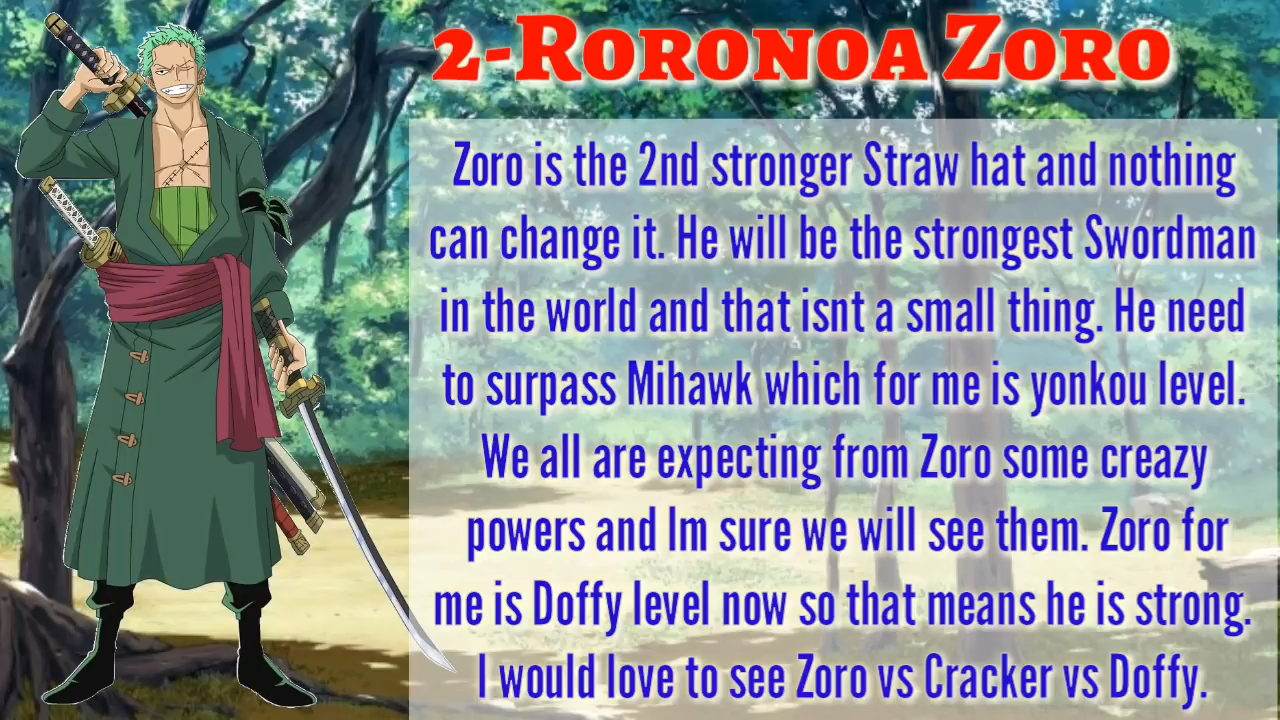 2-Roronoa Zoro
Zoro is the 2nd stronger Straw hat and nothing
can change it. He will be the strongest Swordman
in the world and that isnt a small thing. He need
to surpass Mihawk which for me is yonkou level.
We all are expecting from Zoro some creazy
powers and Im sure we will see them. Zoro for
me is Doffy level now so that means he is strong.
I would love to see Zoro vs Cracker vs Doffy.